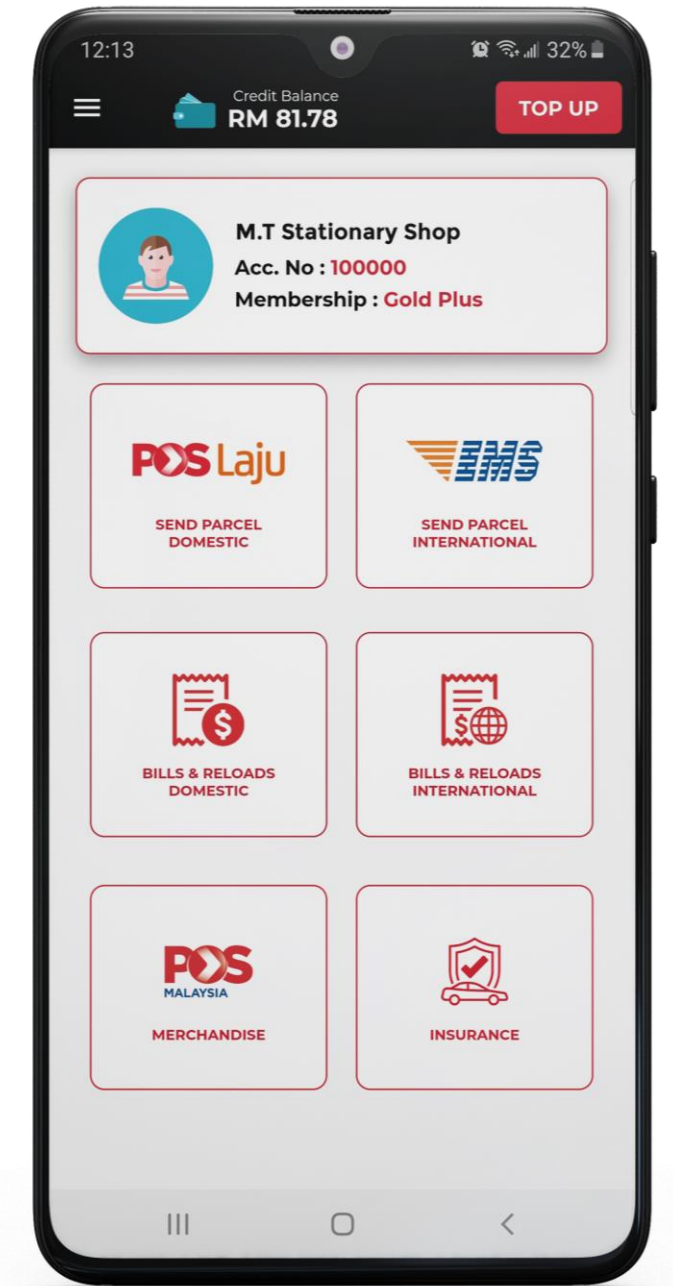 12:13
32%
Credit Balance
RM 81.78
TOP UP
M.T Stationary Shop
Acc. No : 100000
Membership : Gold Plus
POS Laju
EMS
SEND PARCEL
DOMESTIC
SEND PARCEL
INTERNATIONAL
$
$
BILLS & RELOADS
DOMESTIC
BILLS & RELOADS
INTERNATIONAL
POS
MALAYSIA
MERCHANDISE
INSURANCE